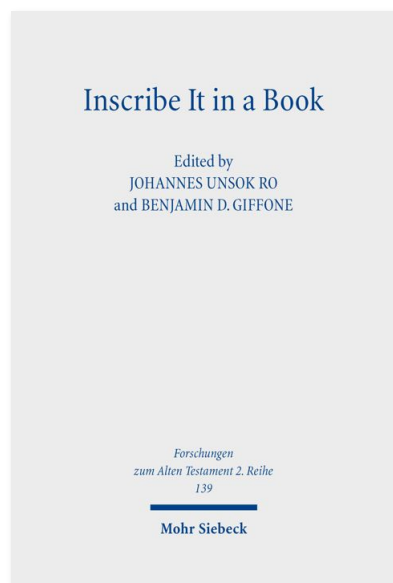 Inscribe It in a Book
Edited by
JOHANNES UNSOK RO
and BENJAMIN D. GIFFONE
Forschungen
zum Alten Testament 2. Reihe
139
Mohr Siebeck